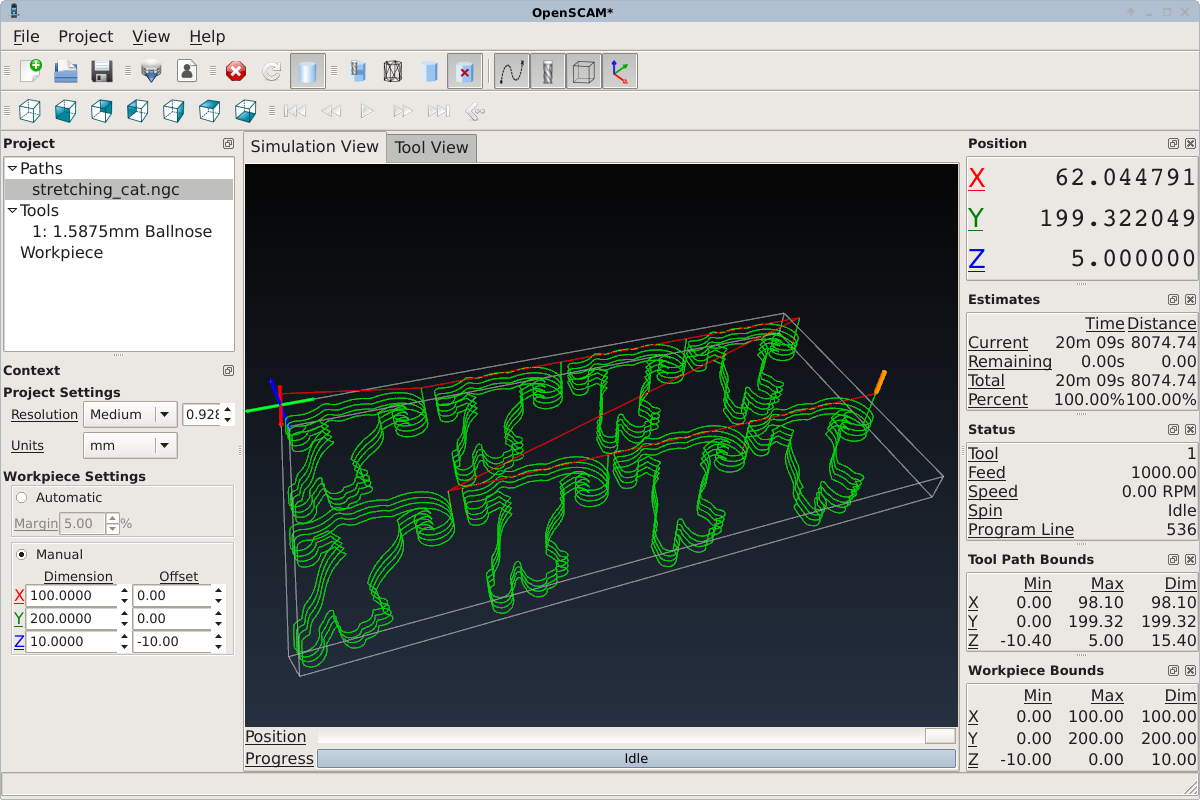 OpenSCAM*
File Project View Help
Project
Paths
stretching_cat.ngc
Tools
1: 1.5875mm Ballnose
Workpiece
Context
Project Settings
Resolution Medium 0.928
Units mm
Workpiece Settings
Automatic
Margin 5.00 %
Manual
Dimension Offset
X 100.0000 0.00
Y 200.0000 0.00
Z 10.0000 -10.00
Simulation View Tool View
Position
Progress Idle
Position
X 62.044791
Y 199.322049
Z 5.000000
Estimates
Time Distance
Current 20m 09s 8074.74
Remaining 0.00s 0.00
Total 20m 09s 8074.74
Percent 100.00% 100.00%
Status
Tool 1
Feed 1000.00
Speed 0.00 RPM
Spin Idle
Program Line 536
Tool Path Bounds
Min Max Dim
X 0.00 98.10 98.10
Y 0.00 199.32 199.32
Z -10.40 5.00 15.40
Workpiece Bounds
Min Max Dim
X 0.00 100.00 100.00
Y 0.00 200.00 200.00
Z -10.00 0.00 10.00